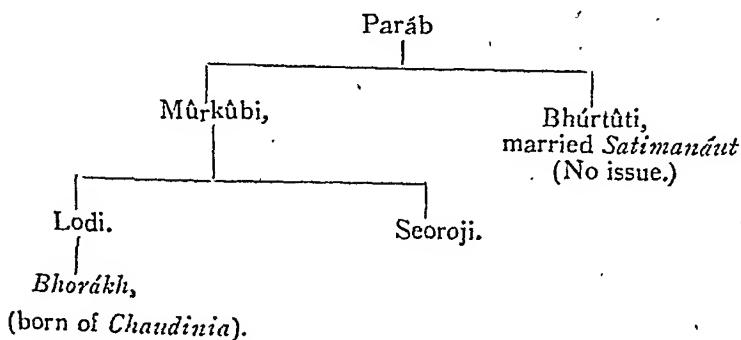 Paráb
Mûrkûbi,
Bhúrtûti,
married Satimanáut
(No issue.)
Lodi.
Seoroji.
Bhorákh,
(born of Chaudinia).